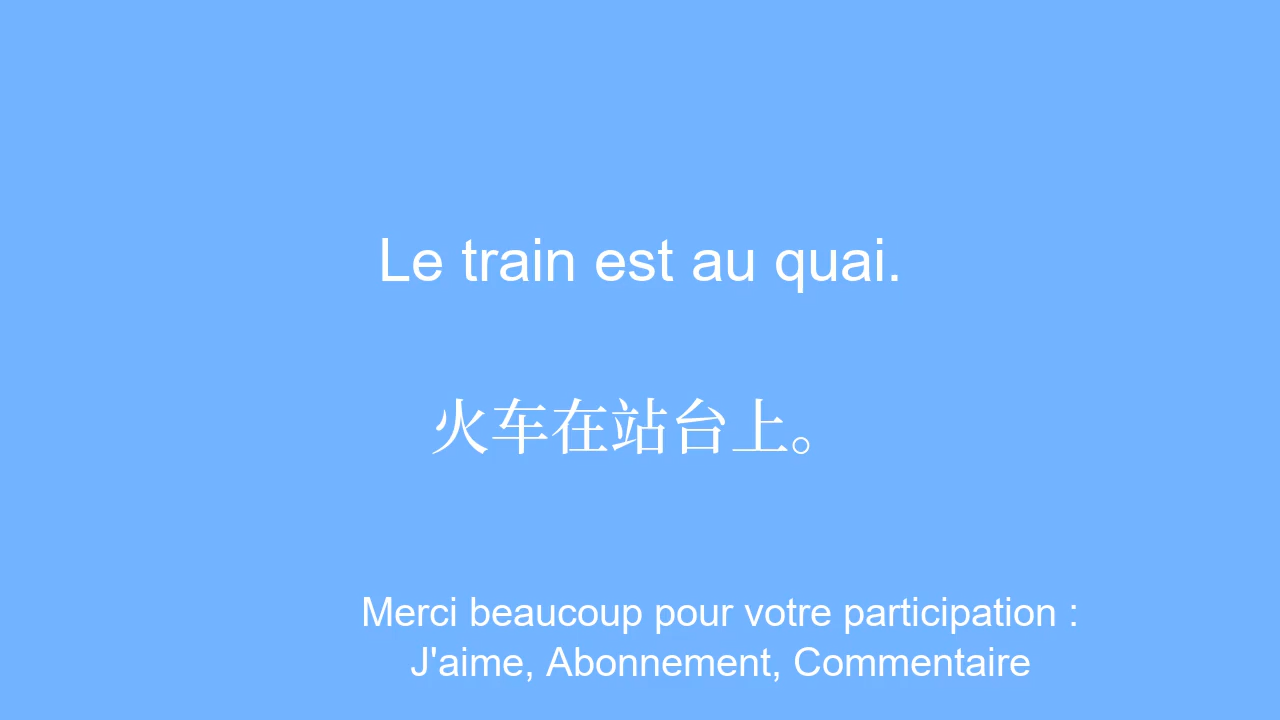 Le train est au quai.
火车在站台上。
Merci beaucoup pour votre participation :
J'aime, Abonnement, Commentaire